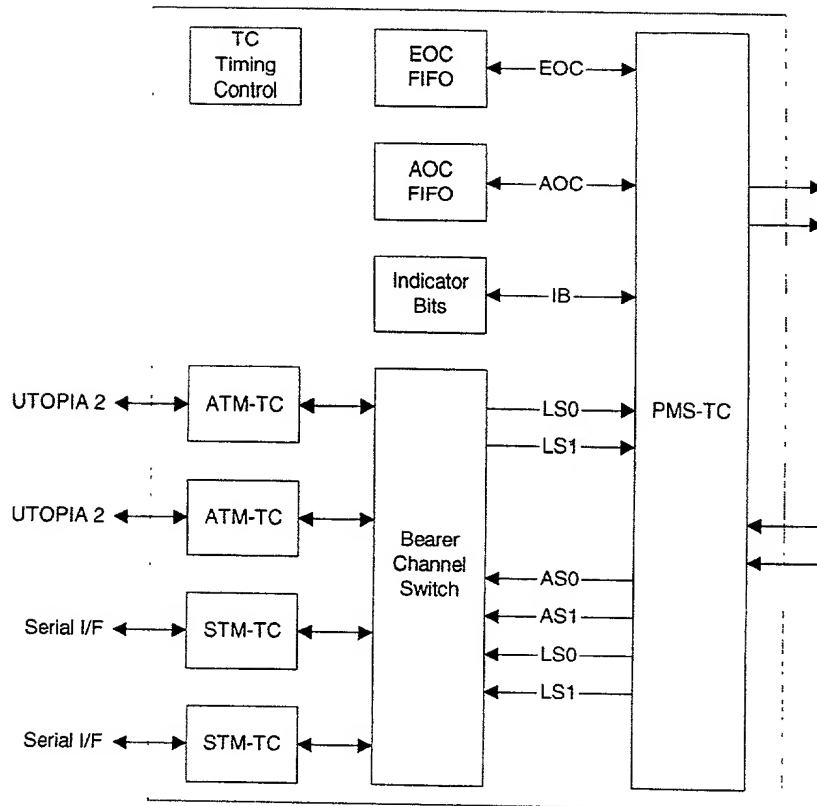 TC
Timing
Control
EOC
FIFO
EOC
AOC
FIFO
AOC
Indicator
Bits
IB
PMS-TC
UTOPIA 2
ATM-TC
LS0
LS1
UTOPIA 2
ATM-TC
Bearer
Channel
Switch
AS0
AS1
LS0
LS1
Serial I/F
STM-TC
Serial I/F
STM-TC